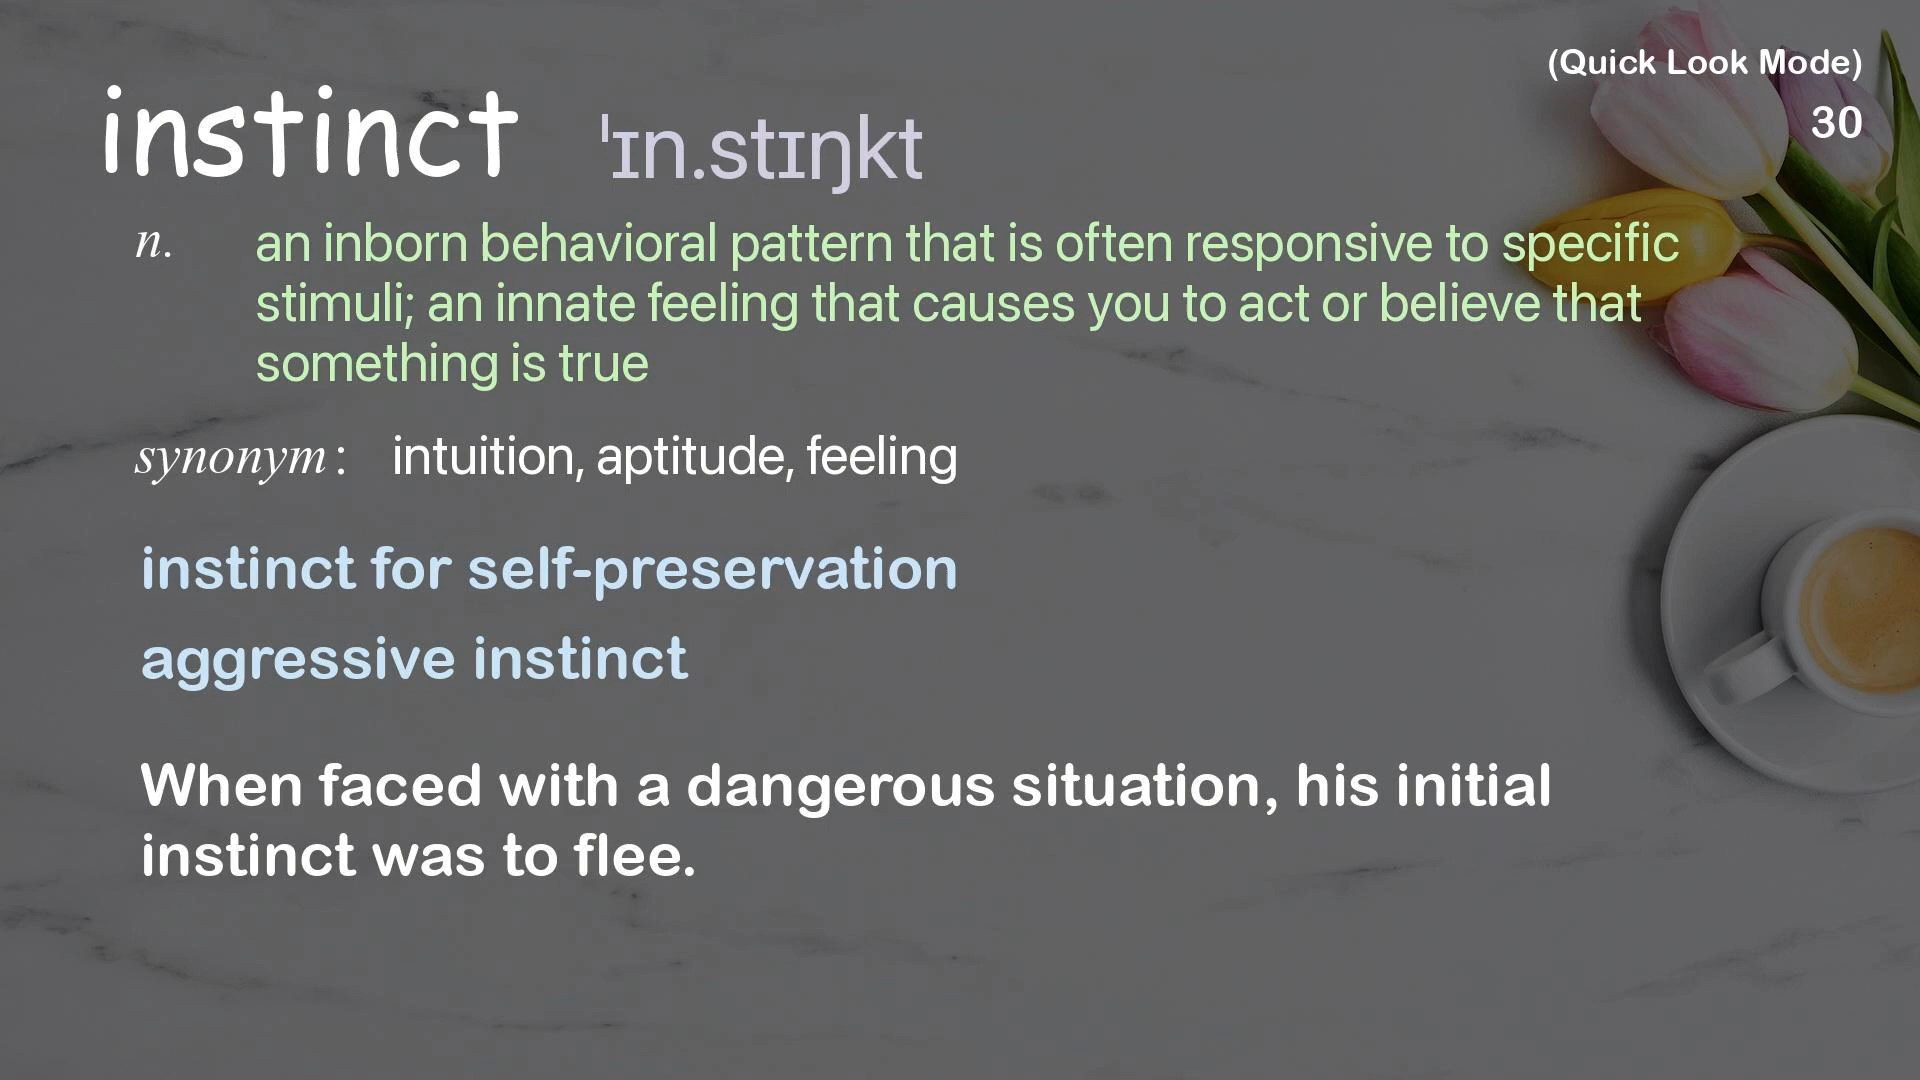 (Quick Look Mode)
30
instinct ˈɪn.stɪŋkt
n. an inborn behavioral pattern that is often responsive to specific
stimuli; an innate feeling that causes you to act or believe that
something is true
synonym: intuition, aptitude, feeling
instinct for self-preservation
aggressive instinct
When faced with a dangerous situation, his initial
instinct was to flee.